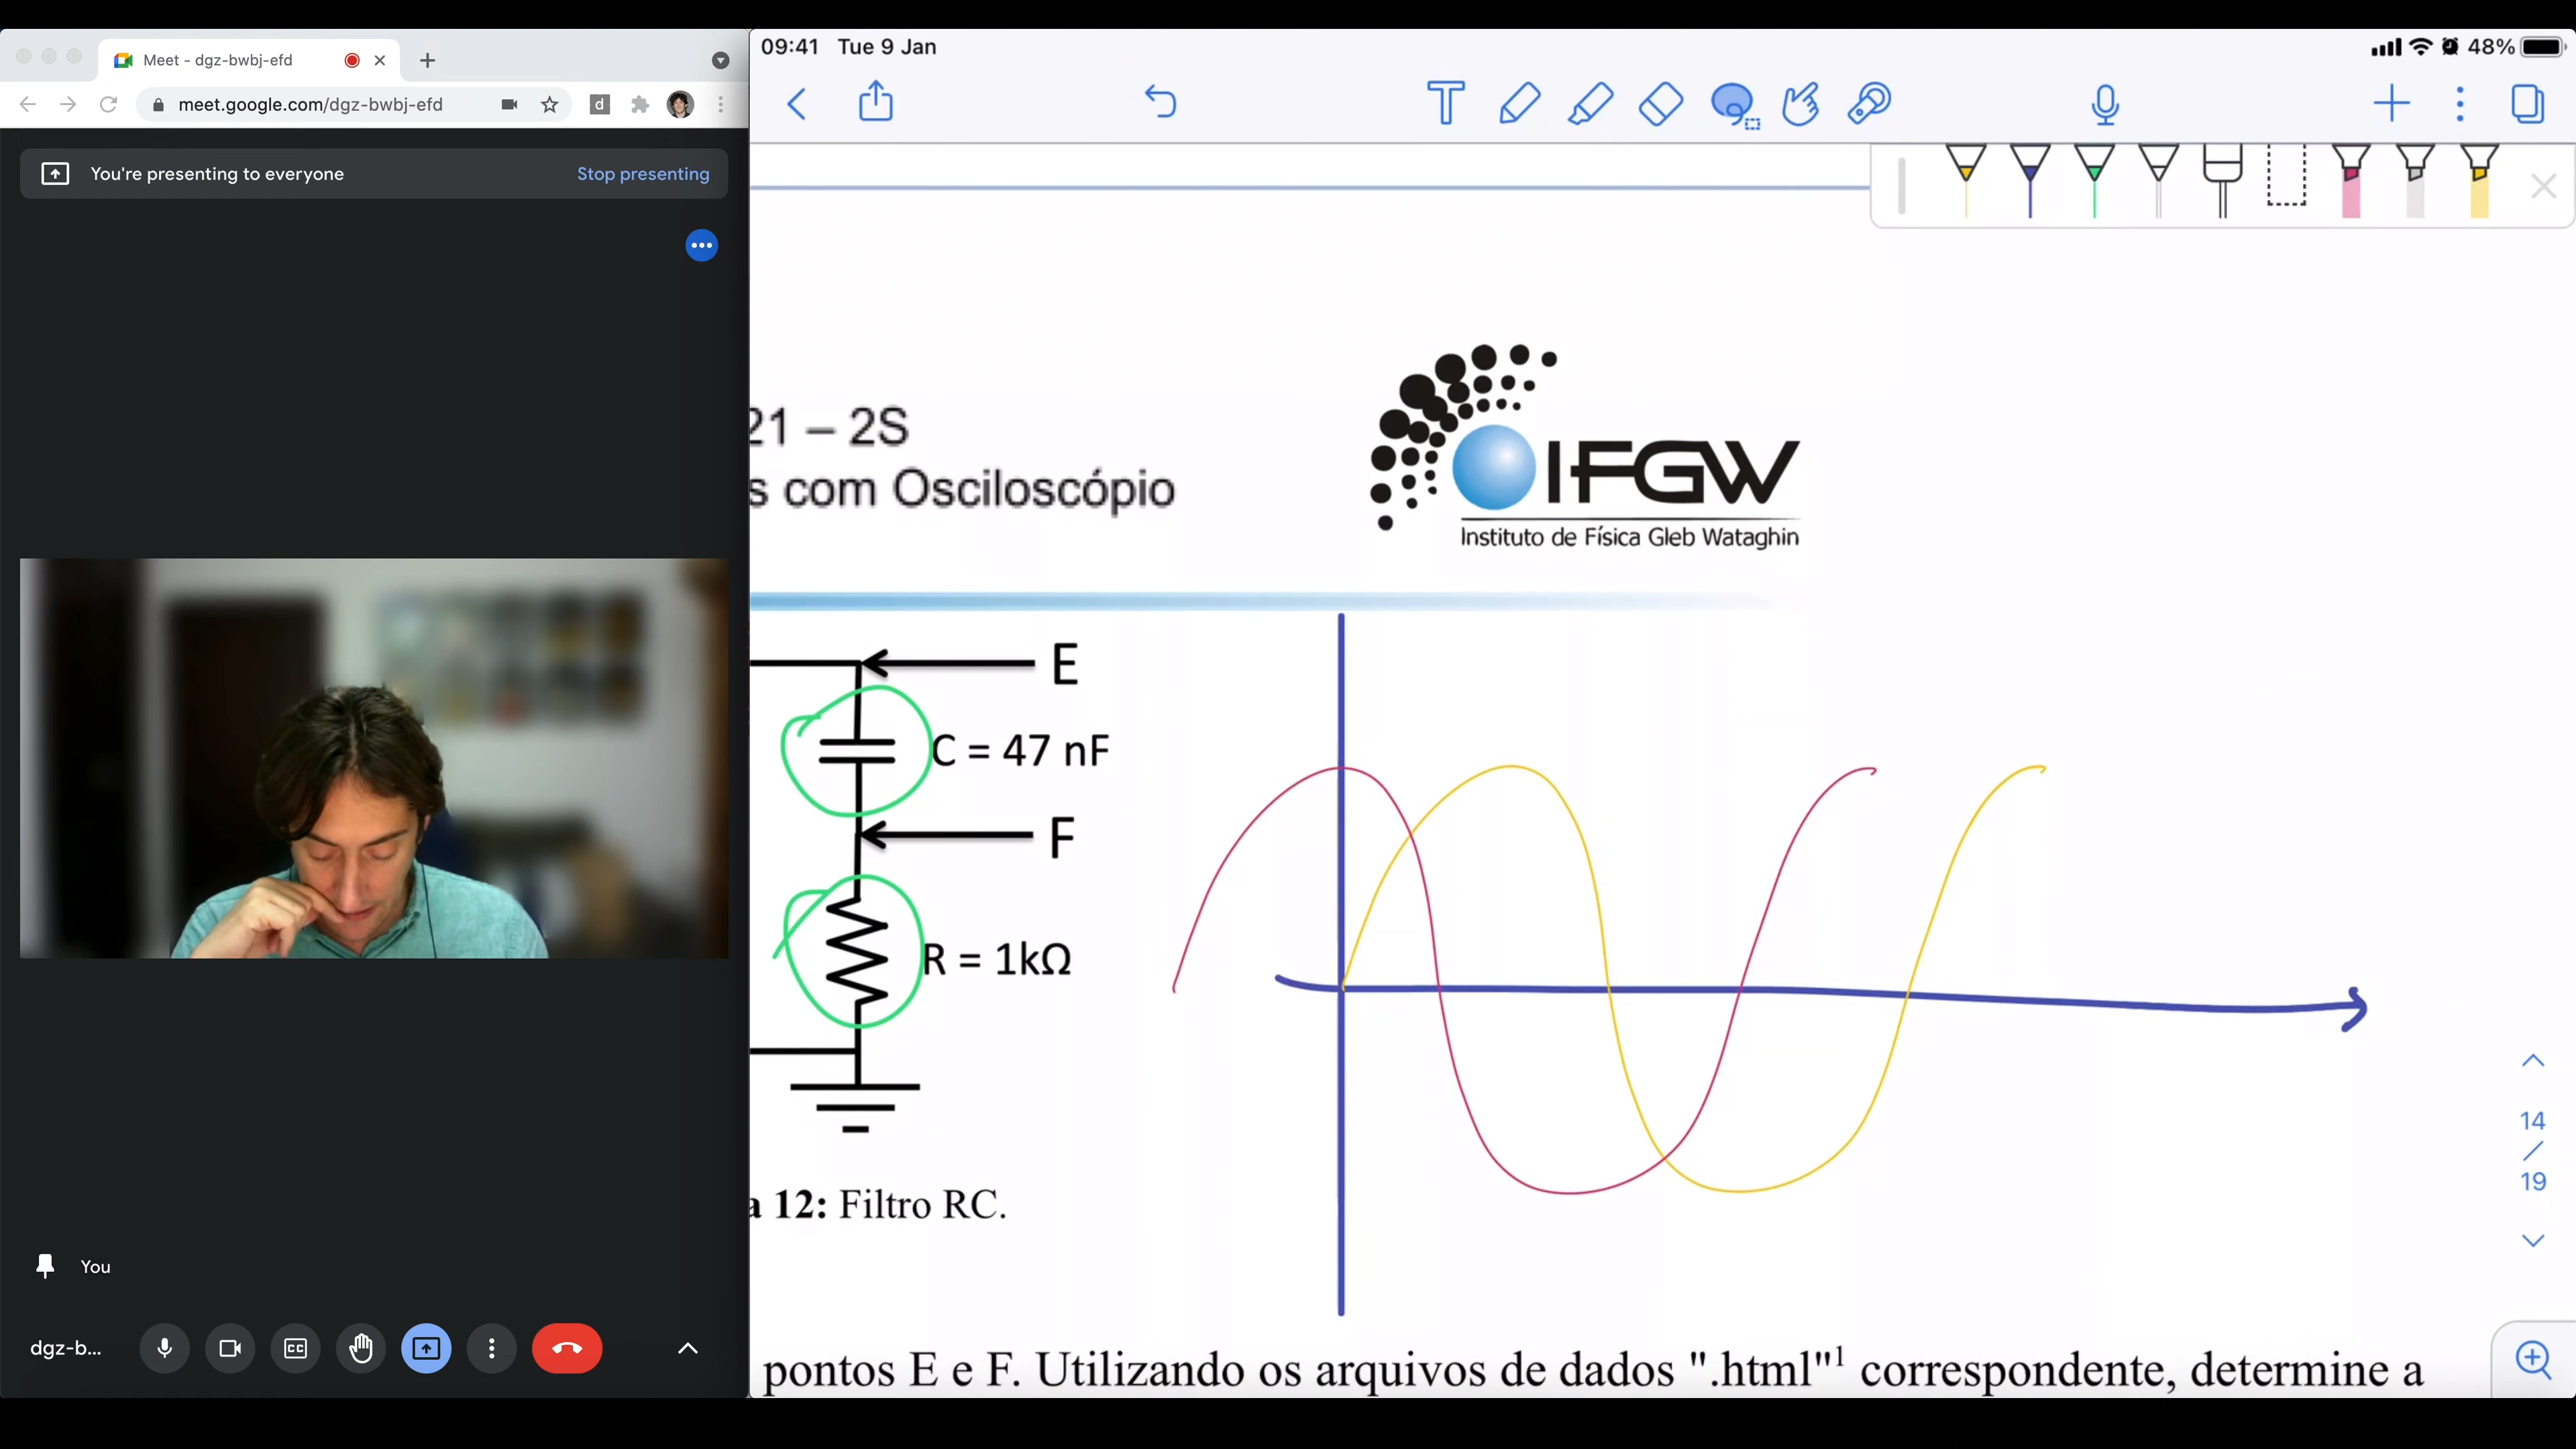 Meet - dgz-bwbj-efd
meet.google.com/dgz-bwbj-efd
d
You're presenting to everyone
Stop presenting
You
dgz-b...
CC
09:41 Tue 9 Jan
48%
T
21 – 2S
s com Osciloscópio
IFGW
Instituto de Física Gleb Wataghin
E
C = 47 nF
F
R = 1kΩ
a 12: Filtro RC.
14
/
19
pontos E e F. Utilizando os arquivos de dados ".html"¹ correspondente, determine a